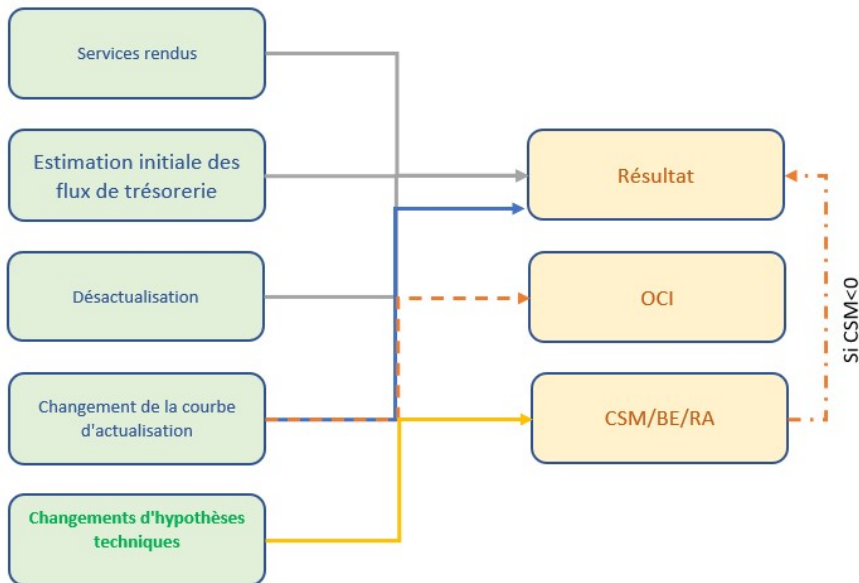 Services rendus
Estimation initiale des
flux de trésorerie
Résultat
Désactualisation
OCI
Si CSM<0
Changement de la courbe
d'actualisation
CSM/BE/RA
Changements d'hypothèses
techniques